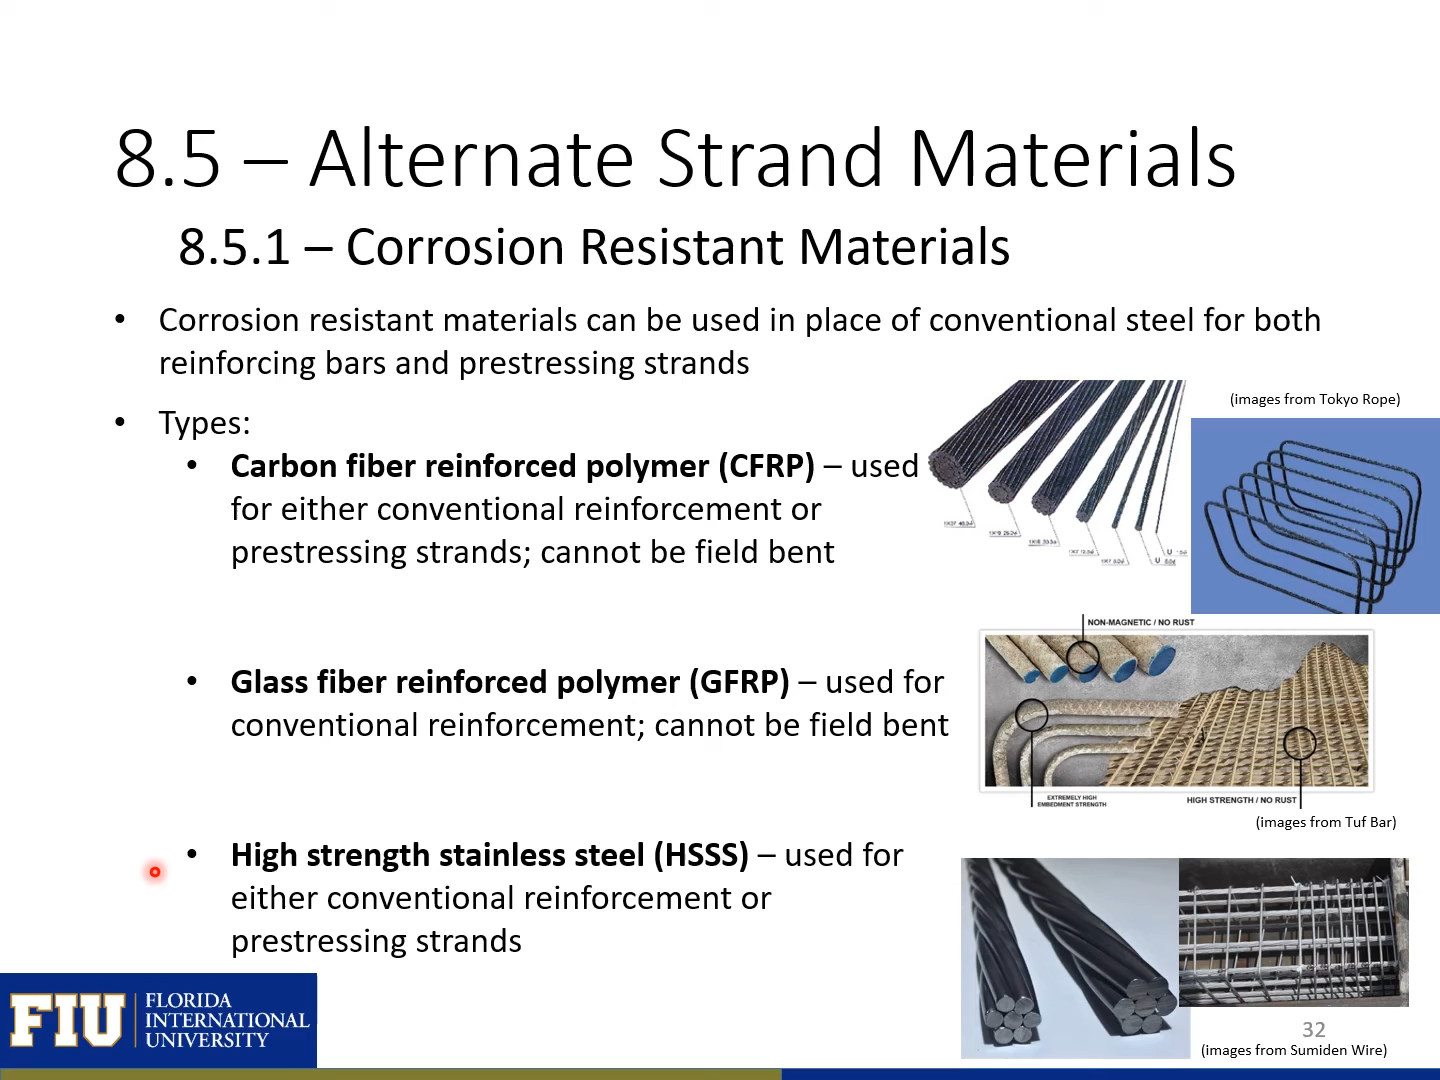 8.5 – Alternate Strand Materials
8.5.1 – Corrosion Resistant Materials
• Corrosion resistant materials can be used in place of conventional steel for both
reinforcing bars and prestressing strands
(images from Tokyo Rope)
• Types:
• Carbon fiber reinforced polymer (CFRP) – used
for either conventional reinforcement or
prestressing strands; cannot be field bent
NON-MAGNETIC / NO RUST
• Glass fiber reinforced polymer (GFRP) – used for
conventional reinforcement; cannot be field bent
EXTREMELY HIGH
EMBEDMENT STRENGTH
HIGH STRENGTH / NO RUST
(images from Tuf Bar)
• High strength stainless steel (HSSS) – used for
either conventional reinforcement or
prestressing strands
FIU
FLORIDA
INTERNATIONAL
UNIVERSITY
32
(images from Sumiden Wire)